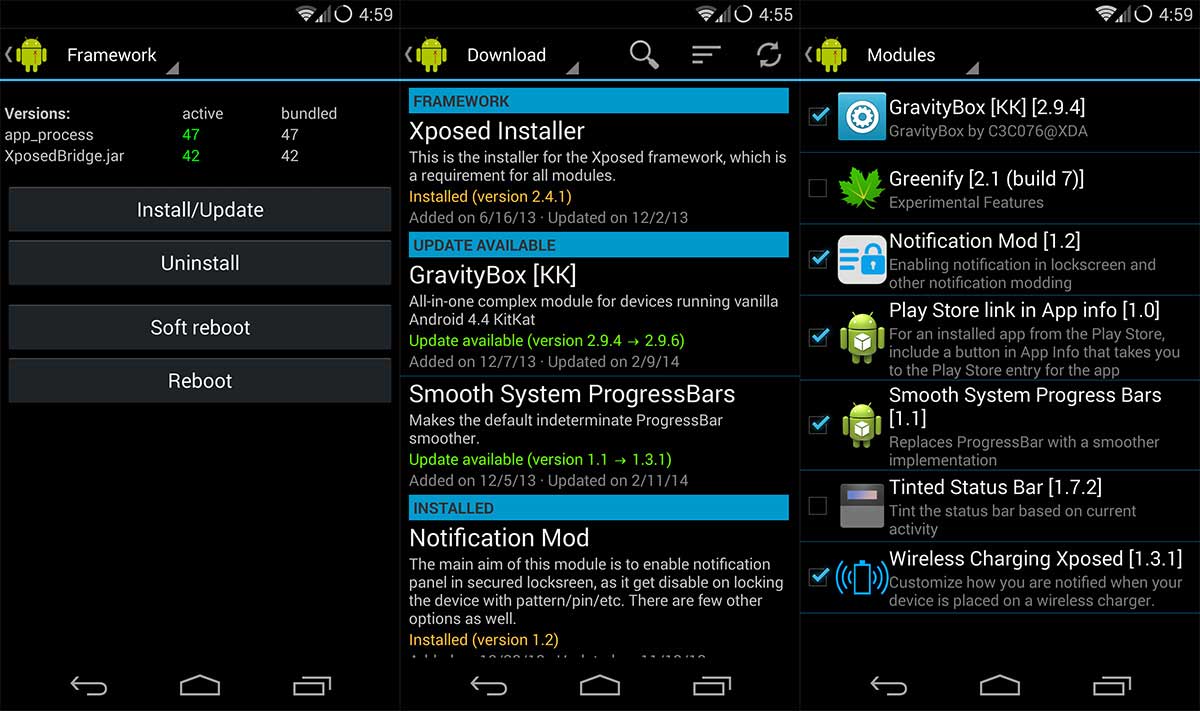 4:59
Framework
Versions: active bundled
app_process 47 47
XposedBridge.jar 42 42
Install/Update
Uninstall
Soft reboot
Reboot
4:55
Download
FRAMEWORK
Xposed Installer
This is the installer for the Xposed framework, which is
a requirement for all modules.
Installed (version 2.4.1)
Added on 6/16/13 · Updated on 12/2/13
UPDATE AVAILABLE
GravityBox [KK]
All-in-one complex module for devices running vanilla
Android 4.4 KitKat
Update available (version 2.9.4 → 2.9.6)
Added on 12/7/13 · Updated on 2/9/14
Smooth System ProgressBars
Makes the default indeterminate ProgressBar
smoother.
Update available (version 1.1 → 1.3.1)
Added on 12/5/13 · Updated on 2/11/14
INSTALLED
Notification Mod
The main aim of this module is to enable notification
panel in secured locksreen, as it get disable on locking
the device with pattern/pin/etc. There are few other
options as well.
Installed (version 1.2)
4:59
Modules
GravityBox [KK] [2.9.4]
GravityBox by C3C076@XDA
Greenify [2.1 (build 7)]
Experimental Features
Notification Mod [1.2]
Enabling notification in lockscreen and
other notification modding
Play Store link in App info [1.0]
For an installed app from the Play Store,
include a button in App Info that takes you
to the Play Store entry for the app
Smooth System Progress Bars
[1.1]
Replaces ProgressBar with a smoother
implementation
Tinted Status Bar [1.7.2]
Tint the status bar based on current
activity
Wireless Charging Xposed [1.3.1]
Customize how you are notified when your
device is placed on a wireless charger.